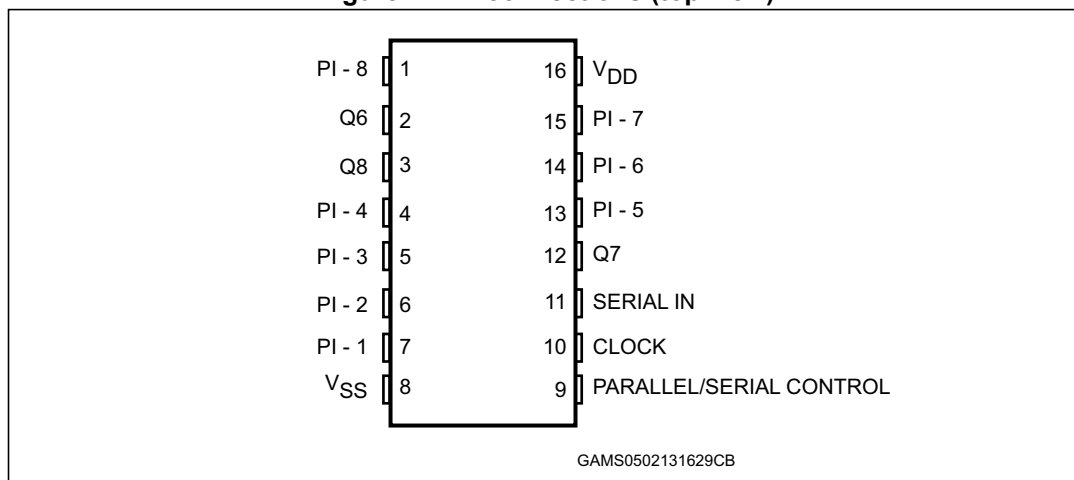 PI - 8 1 16 VDD
Q6 2 15 PI - 7
Q8 3 14 PI - 6
PI - 4 4 13 PI - 5
PI - 3 5 12 Q7
PI - 2 6 11 SERIAL IN
PI - 1 7 10 CLOCK
VSS 8 9 PARALLEL/SERIAL CONTROL
GAMS0502131629CB